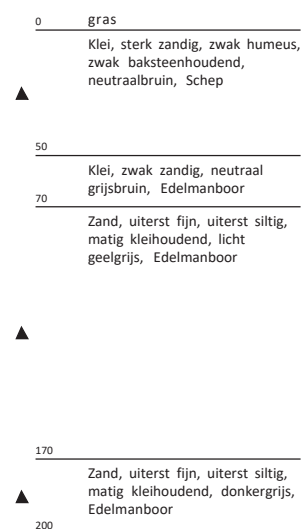 0 gras
Klei, sterk zandig, zwak humeus,
zwak baksteenhoudend,
neutraalbruin, Schep
50
Klei, zwak zandig, neutraal
grijsbruin, Edelmanboor
70
Zand, uiterst fijn, uiterst siltig,
matig kleihoudend, licht
geelgrijs, Edelmanboor
170
Zand, uiterst fijn, uiterst siltig,
matig kleihoudend, donkergrijs,
Edelmanboor
200